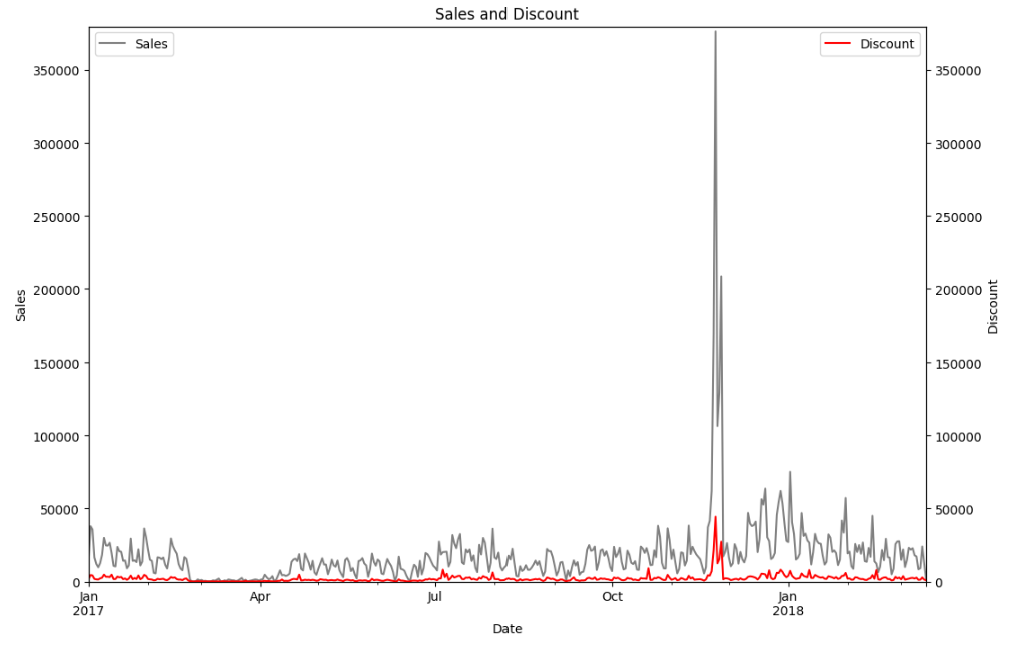 Sales and Discount
Sales
Discount
350000
300000
250000
200000
150000
100000
50000
0
Sales
350000
300000
250000
200000
150000
100000
50000
0
Discount
Jan
2017
Apr
Jul
Oct
Jan
2018
Date